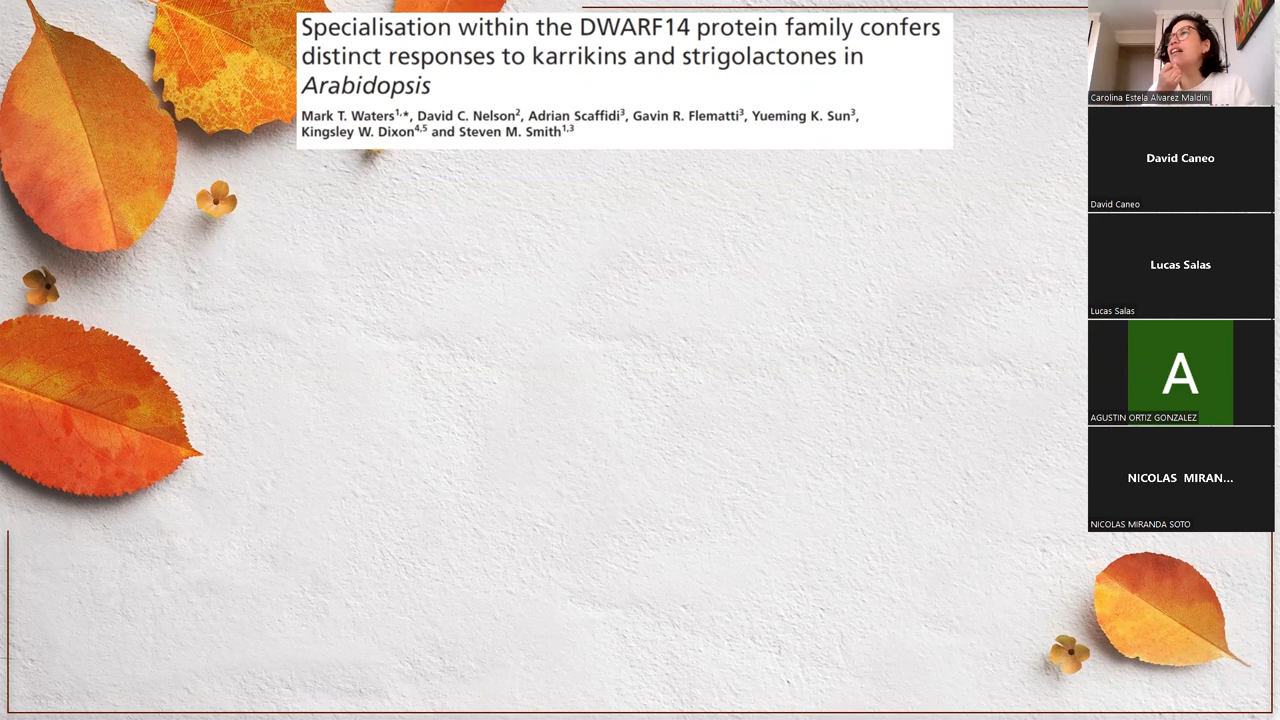 Specialisation within the DWARF14 protein family confers
distinct responses to karrikins and strigolactones in
Arabidopsis
Mark T. Waters1,*, David C. Nelson2, Adrian Scaffidi3, Gavin R. Flematti3, Yueming K. Sun3,
Kingsley W. Dixon4,5 and Steven M. Smith1,3
Carolina Estela Alvarez Maldini
David Caneo
David Caneo
Lucas Salas
Lucas Salas
A
AGUSTIN ORTIZ GONZALEZ
NICOLAS MIRAN...
NICOLAS MIRANDA SOTO